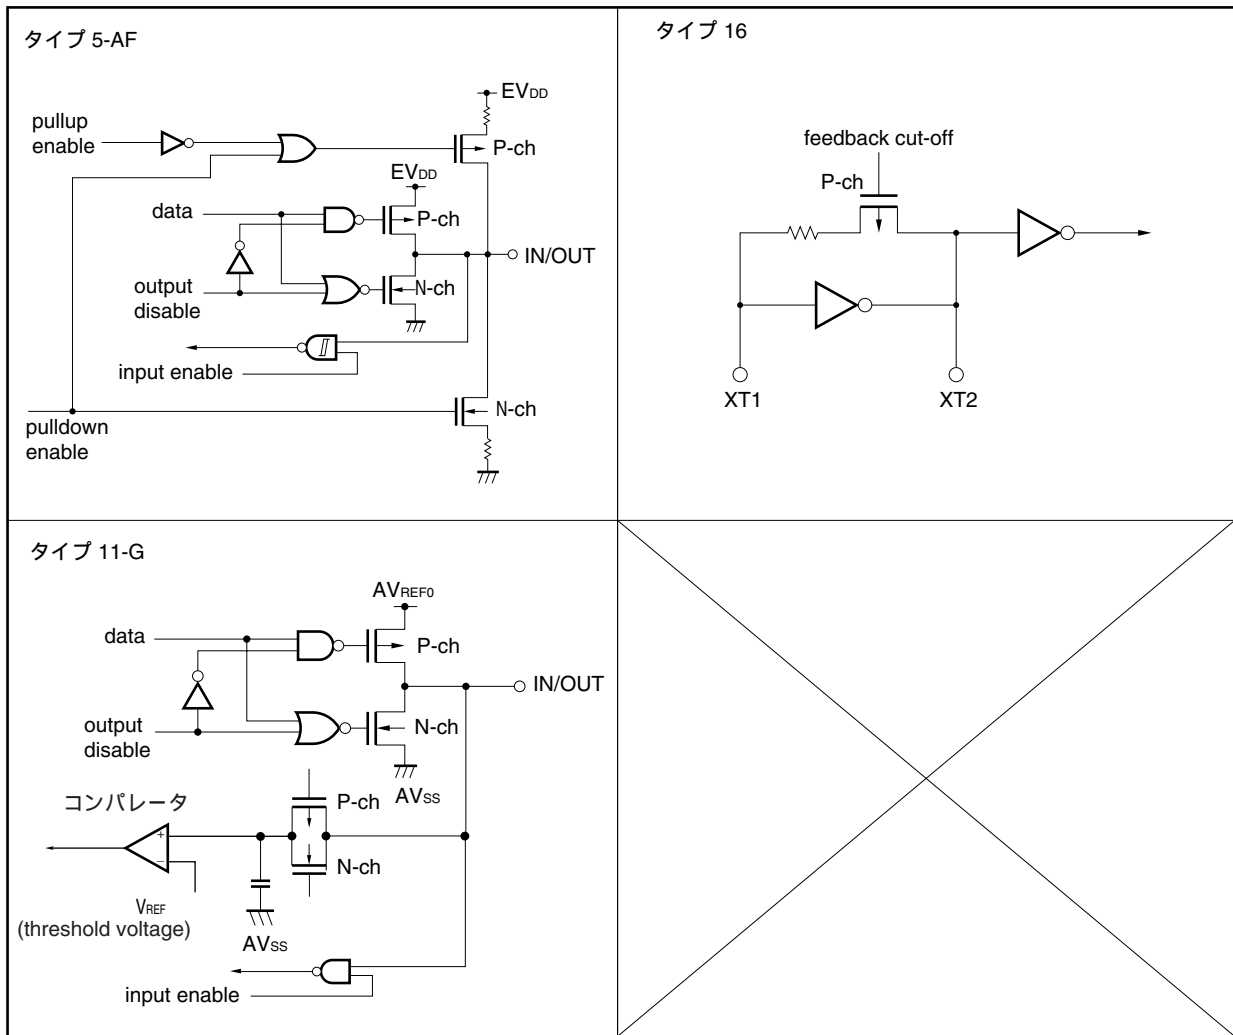 タイプ 5-AF
EVDD
pullup
enable
P-ch
EVDD
data
P-ch
IN/OUT
output
disable
N-ch
input enable
N-ch
pulldown
enable
タイプ 16
feedback cut-off
P-ch
XT1
XT2
タイプ 11-G
AVREF0
data
P-ch
IN/OUT
output
disable
N-ch
AVSS
コンパレータ
P-ch
+
−
N-ch
VREF
(threshold voltage)
AVSS
input enable